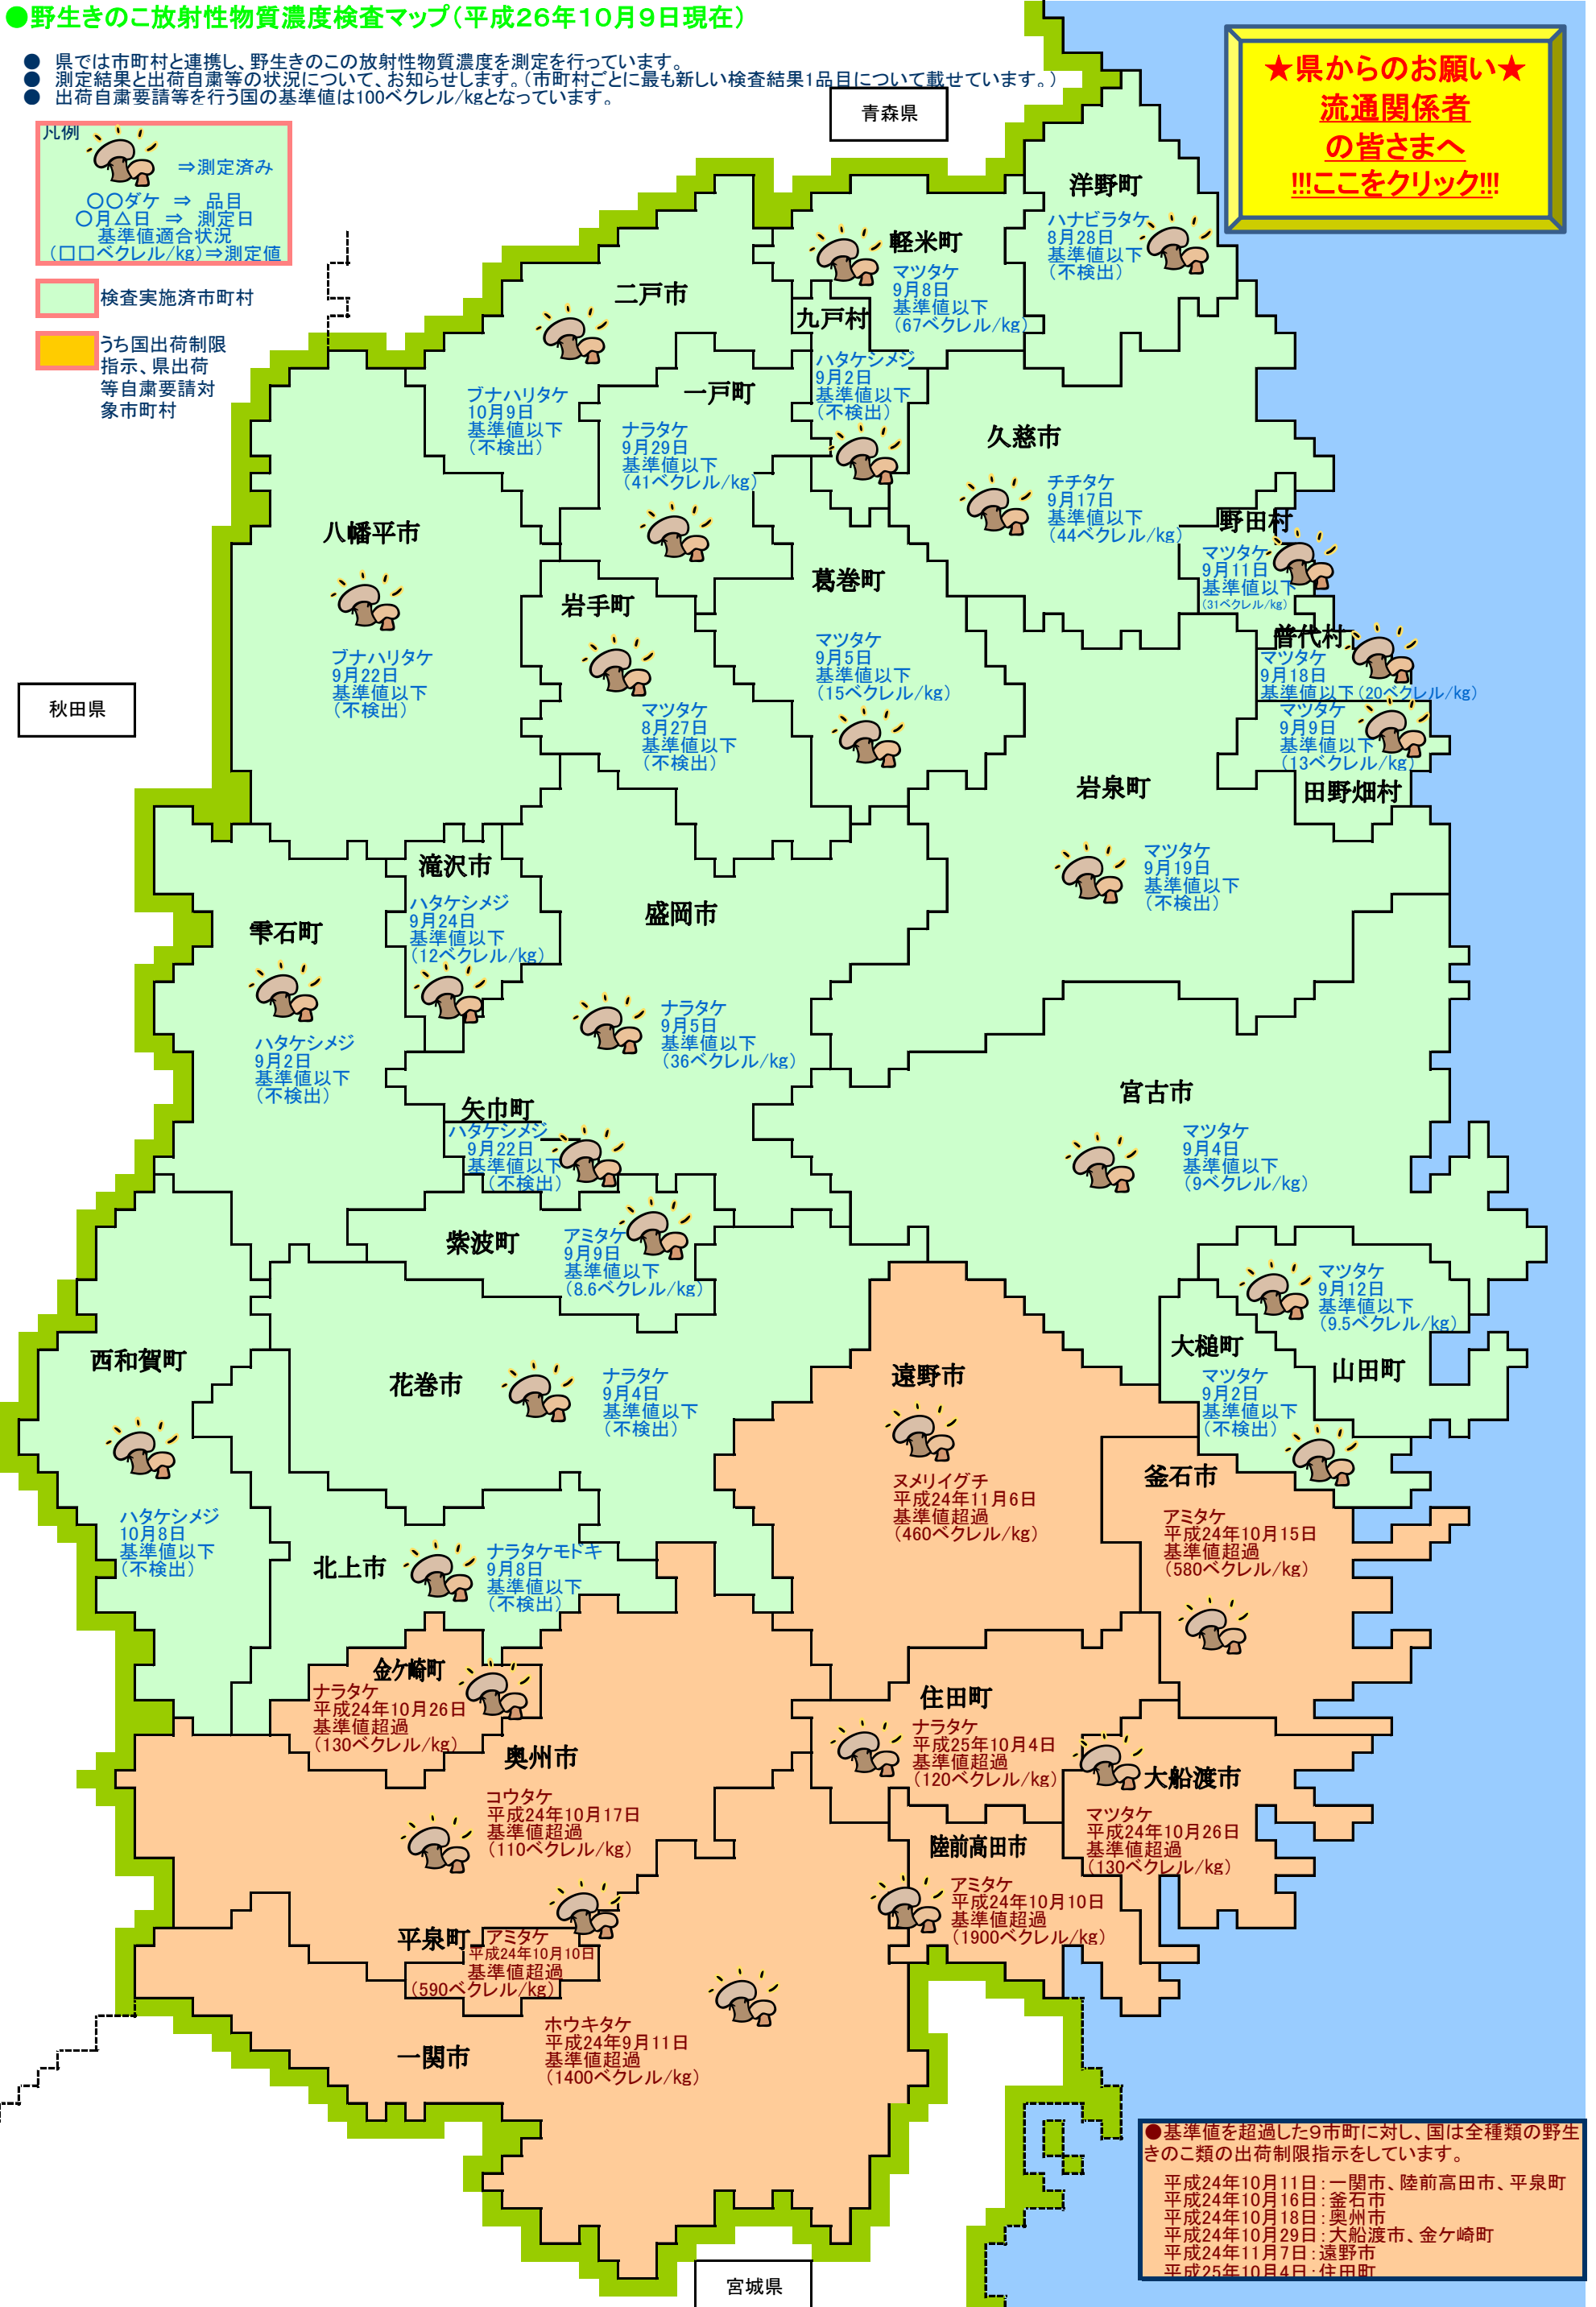 ●野生きのこ放射性物質濃度検査マップ（平成２６年１０月９日現在）
● 県では市町村と連携し、野生きのこの放射性物質濃度を測定を行っています。
● 測定結果と出荷自粛等の状況について、お知らせします。（市町村ごとに最も新しい検査結果1品目について載せています。）
● 出荷自粛要請等を行う国の基準値は100ベクレル/kgとなっています。
★県からのお願い★
流通関係者
の皆さまへ
!!!ここをクリック!!!
凡例
⇒測定済み
〇〇ダケ ⇒ 品目
〇月△日 ⇒ 測定日
基準値適合状況
（□□ベクレル/kg）⇒測定値
検査実施済市町村
うち国出荷制限
指示、県出荷
等自粛要請対
象市町村
青森県
秋田県
宮城県
洋野町
ハナビラタケ
8月28日
基準値以下
（不検出）
軽米町
マツタケ
9月8日
基準値以下
（67ベクレル/kg）
二戸市
ブナハリタケ
10月9日
基準値以下
（不検出）
九戸村
ハタケシメジ
9月2日
基準値以下
（不検出）
一戸町
ナラタケ
9月29日
基準値以下
（41ベクレル/kg）
久慈市
チチタケ
9月17日
基準値以下
（44ベクレル/kg）
野田村
マツタケ
9月11日
基準値以下
（31ベクレル/kg）
八幡平市
ブナハリタケ
9月22日
基準値以下
（不検出）
岩手町
マツタケ
8月27日
基準値以下
（不検出）
葛巻町
マツタケ
9月5日
基準値以下
（15ベクレル/kg）
普代村
マツタケ
9月18日
基準値以下（20ベクレル/kg）
マツタケ
9月9日
基準値以下
（13ベクレル/kg）
田野畑村
岩泉町
マツタケ
9月19日
基準値以下
（不検出）
滝沢市
ハタケシメジ
9月24日
基準値以下
（12ベクレル/kg）
盛岡市
ナラタケ
9月5日
基準値以下
（36ベクレル/kg）
雫石町
ハタケシメジ
9月2日
基準値以下
（不検出）
矢巾町
ハタケシメジ
9月22日
基準値以下
（不検出）
宮古市
マツタケ
9月4日
基準値以下
（9ベクレル/kg）
紫波町
アミタケ
9月9日
基準値以下
（8.6ベクレル/kg）
マツタケ
9月12日
基準値以下
（9.5ベクレル/kg）
山田町
大槌町
マツタケ
9月2日
基準値以下
（不検出）
西和賀町
ハタケシメジ
10月8日
基準値以下
（不検出）
花巻市
ナラタケ
9月4日
基準値以下
（不検出）
遠野市
ヌメリイグチ
平成24年11月6日
基準値超過
（460ベクレル/kg）
釜石市
アミタケ
平成24年10月15日
基準値超過
（580ベクレル/kg）
北上市
ナラタケモドキ
9月8日
基準値以下
（不検出）
金ケ崎町
ナラタケ
平成24年10月26日
基準値超過
（130ベクレル/kg）
住田町
ナラタケ
平成25年10月4日
基準値超過
（120ベクレル/kg）
奥州市
コウタケ
平成24年10月17日
基準値超過
（110ベクレル/kg）
大船渡市
マツタケ
平成24年10月26日
基準値超過
（130ベクレル/kg）
陸前高田市
アミタケ
平成24年10月10日
基準値超過
（1900ベクレル/kg）
平泉町
アミタケ
平成24年10月10日
基準値超過
（590ベクレル/kg）
一関市
ホウキタケ
平成24年9月11日
基準値超過
（1400ベクレル/kg）
●基準値を超過した９市町に対し、国は全種類の野生
きのこ類の出荷制限指示をしています。
平成24年10月11日：一関市、陸前高田市、平泉町
平成24年10月16日：釜石市
平成24年10月18日：奥州市
平成24年10月29日：大船渡市、金ケ崎町
平成24年11月7日：遠野市
平成25年10月4日：住田町